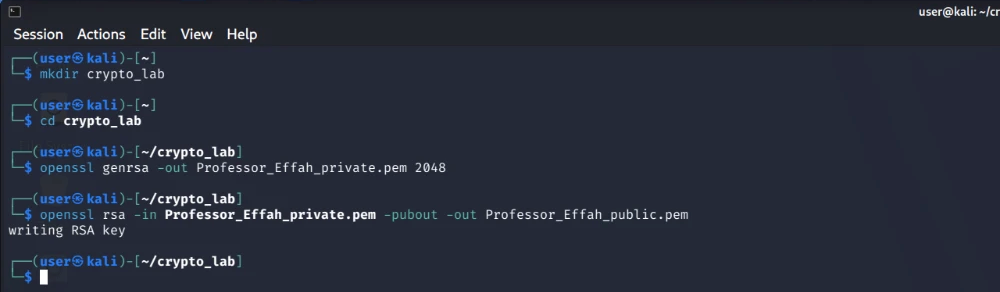 user@kali: ~/cr
Session Actions Edit View Help
┌──(user㉿kali)-[~]
└─$ mkdir crypto_lab
┌──(user㉿kali)-[~]
└─$ cd crypto_lab
┌──(user㉿kali)-[~/crypto_lab]
└─$ openssl genrsa -out Professor_Effah_private.pem 2048
┌──(user㉿kali)-[~/crypto_lab]
└─$ openssl rsa -in Professor_Effah_private.pem -pubout -out Professor_Effah_public.pem
writing RSA key
┌──(user㉿kali)-[~/crypto_lab]
└─$